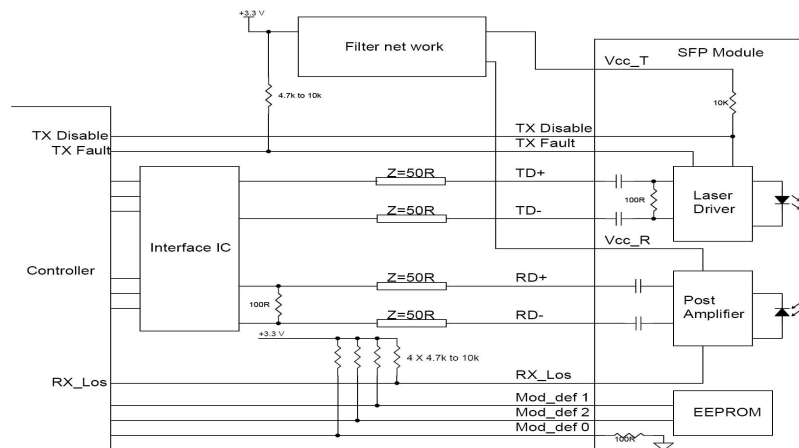 +3.3 V
Filter net work
SFP Module
Vcc_T
4.7k to 10k
10K
TX Disable
TX Disable
TX Fault
TX Fault
Z=50R
TD+
Laser
Driver
100R
Z=50R
TD-
Interface IC
Vcc_R
Controller
Z=50R
RD+
100R
Post
Amplifier
Z=50R
RD-
+3.3 V
4 X 4.7k to 10k
RX_Los
RX_Los
Mod_def 1
Mod_def 2
EEPROM
Mod_def 0
100R